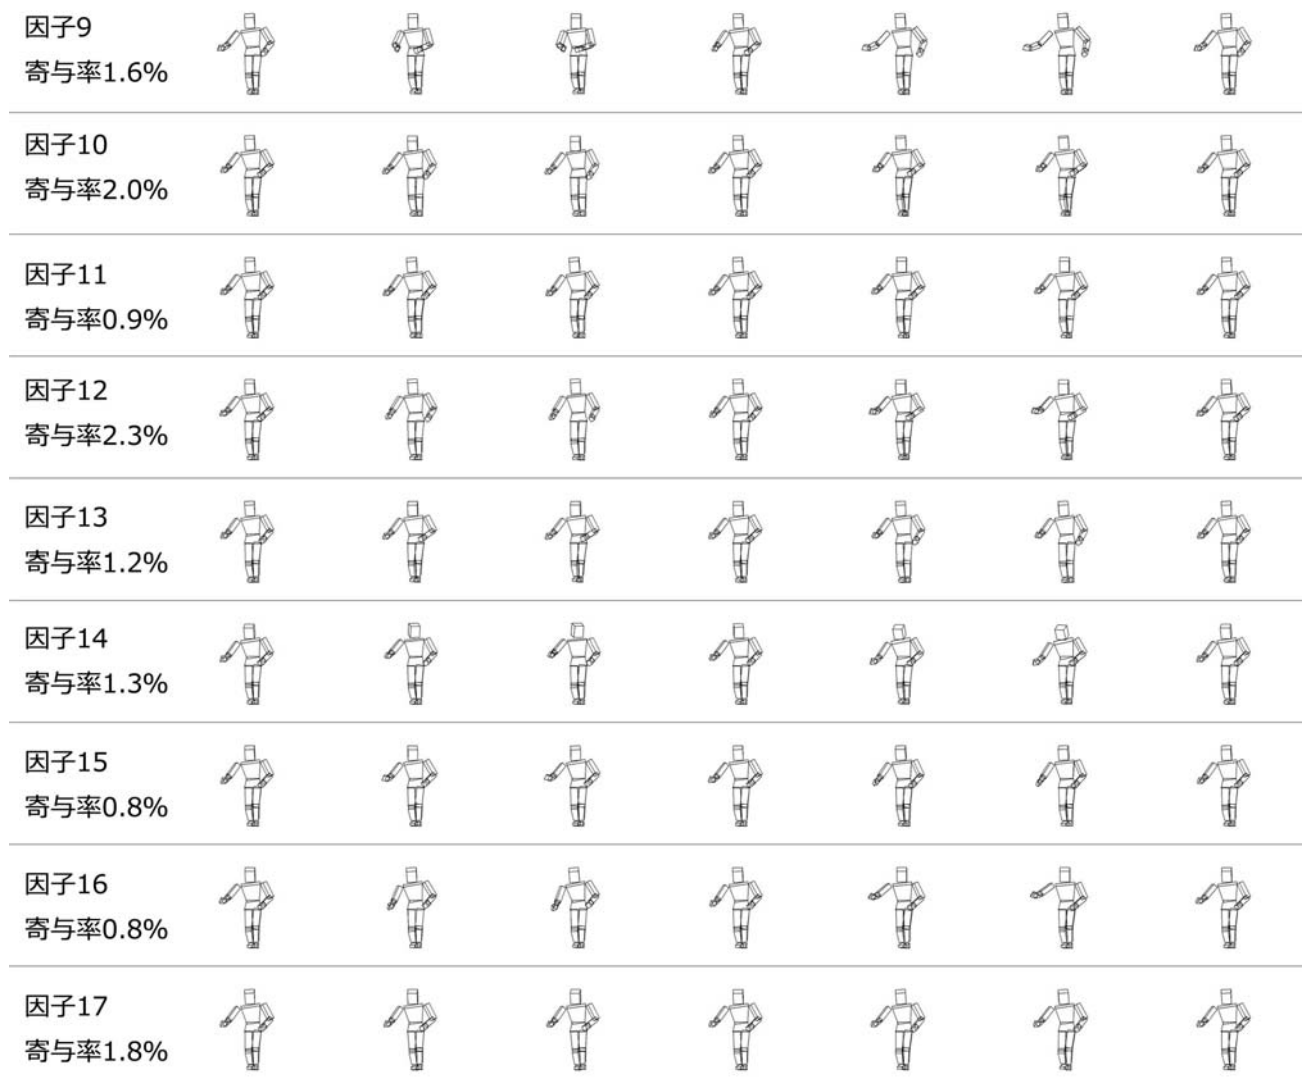 因子9
寄与率1.6%
因子10
寄与率2.0%
因子11
寄与率0.9%
因子12
寄与率2.3%
因子13
寄与率1.2%
因子14
寄与率1.3%
因子15
寄与率0.8%
因子16
寄与率0.8%
因子17
寄与率1.8%